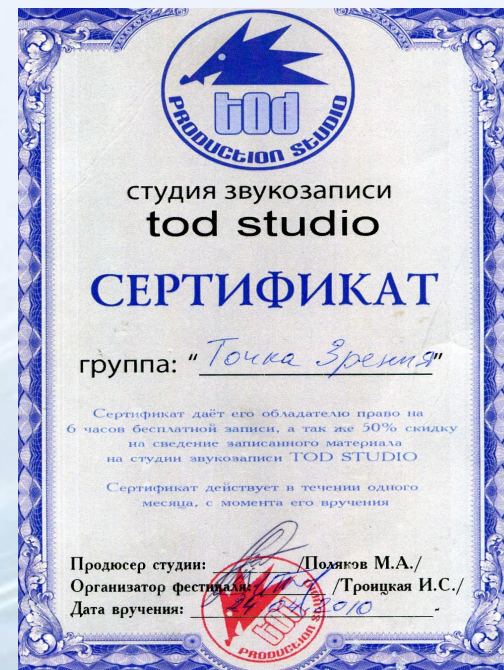 tod
PRODUCTION STUDIO
студия звукозаписи
tod studio
СЕРТИФИКАТ
группа: "Точка Зрения"
Сертификат даёт его обладателю право на
6 часов бесплатной записи, а так же 50% скидку
на сведение записанного материала
на студии звукозаписи TOD STUDIO
Сертификат действует в течении одного
месяца, с момента его вручения
Продюсер студии: /Поляков М.А./
Организатор фестиваля: /Троицкая И.С./
Дата вручения: 2010
tod
PRODUCTION